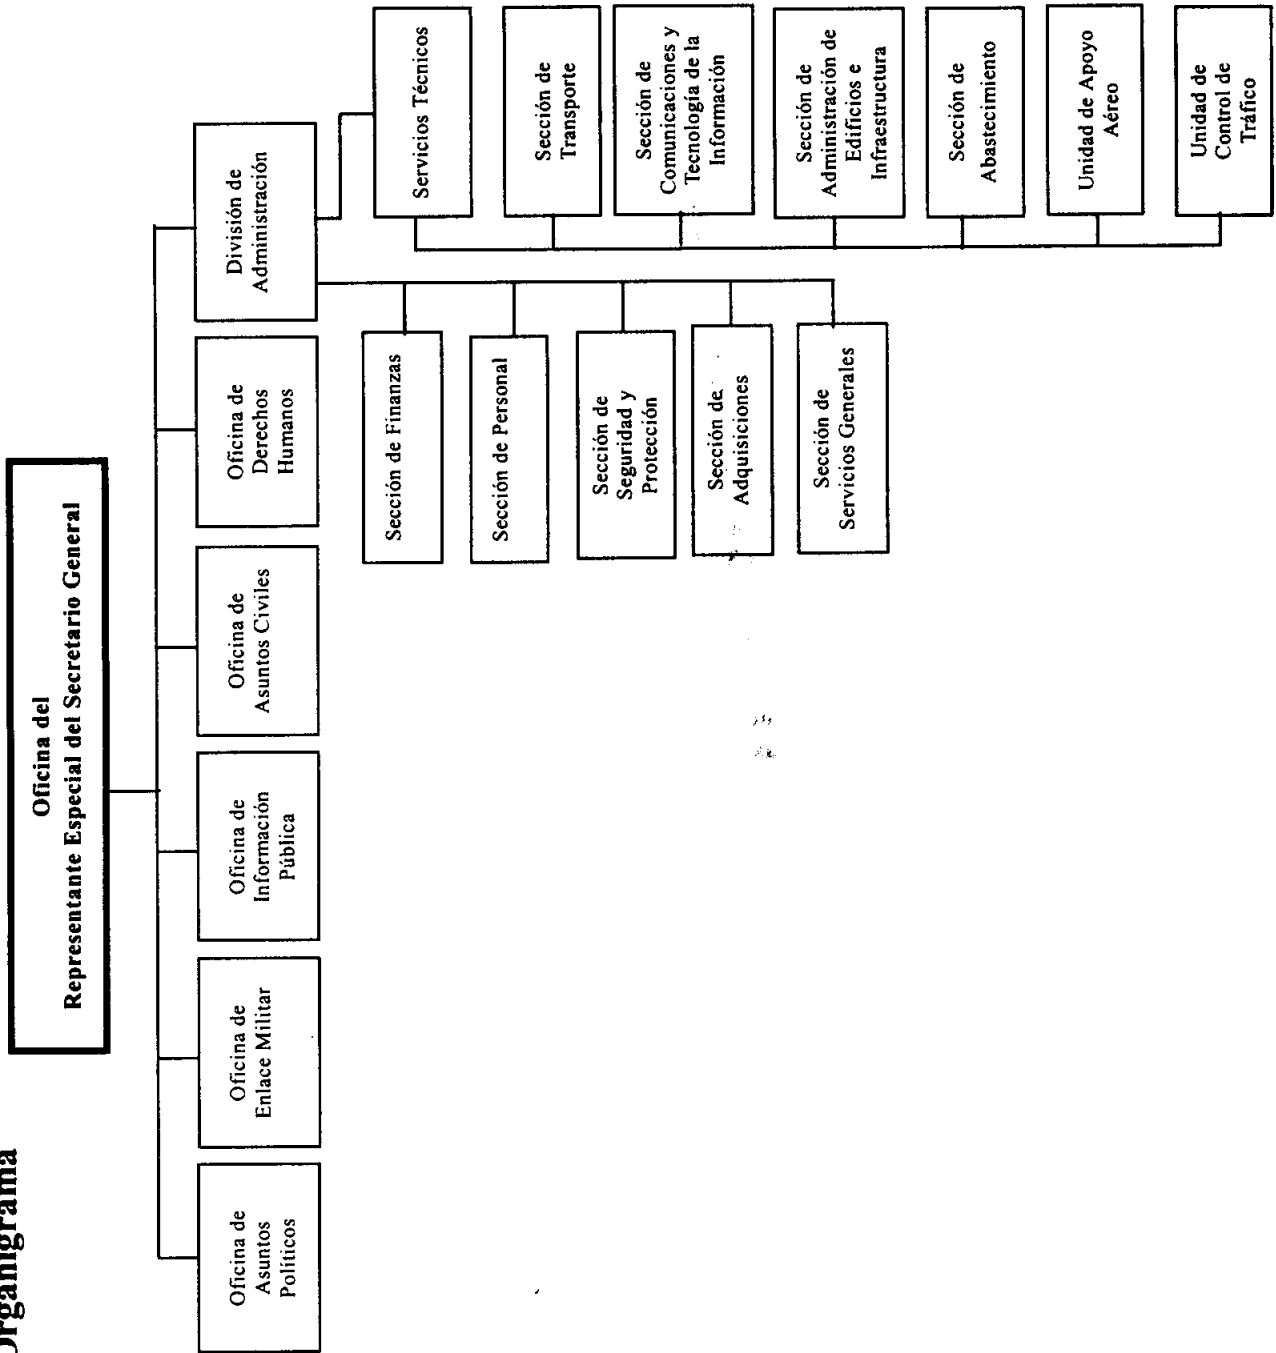 Organigrama
Oficina del
Representante Especial del Secretario General
Oficina de
Asuntos
Políticos
Oficina de
Enlace Militar
Oficina de
Información
Pública
Oficina de
Asuntos Civiles
Oficina de
Derechos
Humanos
División de
Administración
Sección de Finanzas
Sección de Personal
Sección de
Seguridad y
Protección
Sección de
Adquisiciones
Sección de
Servicios Generales
Servicios Técnicos
Sección de
Transporte
Sección de
Comunicaciones y
Tecnología de la
Información
Sección de
Administración de
Edificios e
Infraestructura
Sección de
Abastecimiento
Unidad de Apoyo
Aéreo
Unidad de
Control de
Tráfico